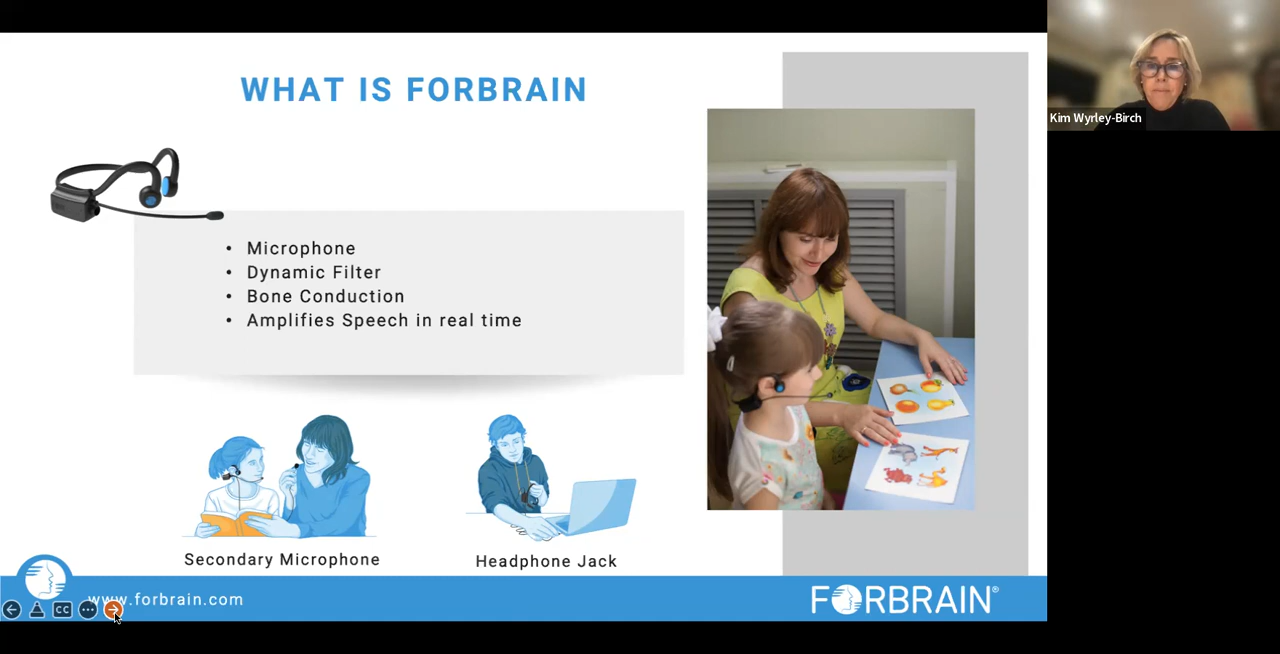 WHAT IS FORBRAIN
Kim Wyrley-Birch
• Microphone
• Dynamic Filter
• Bone Conduction
• Amplifies Speech in real time
Secondary Microphone
Headphone Jack
www.forbrain.com
CC
FORBRAIN®